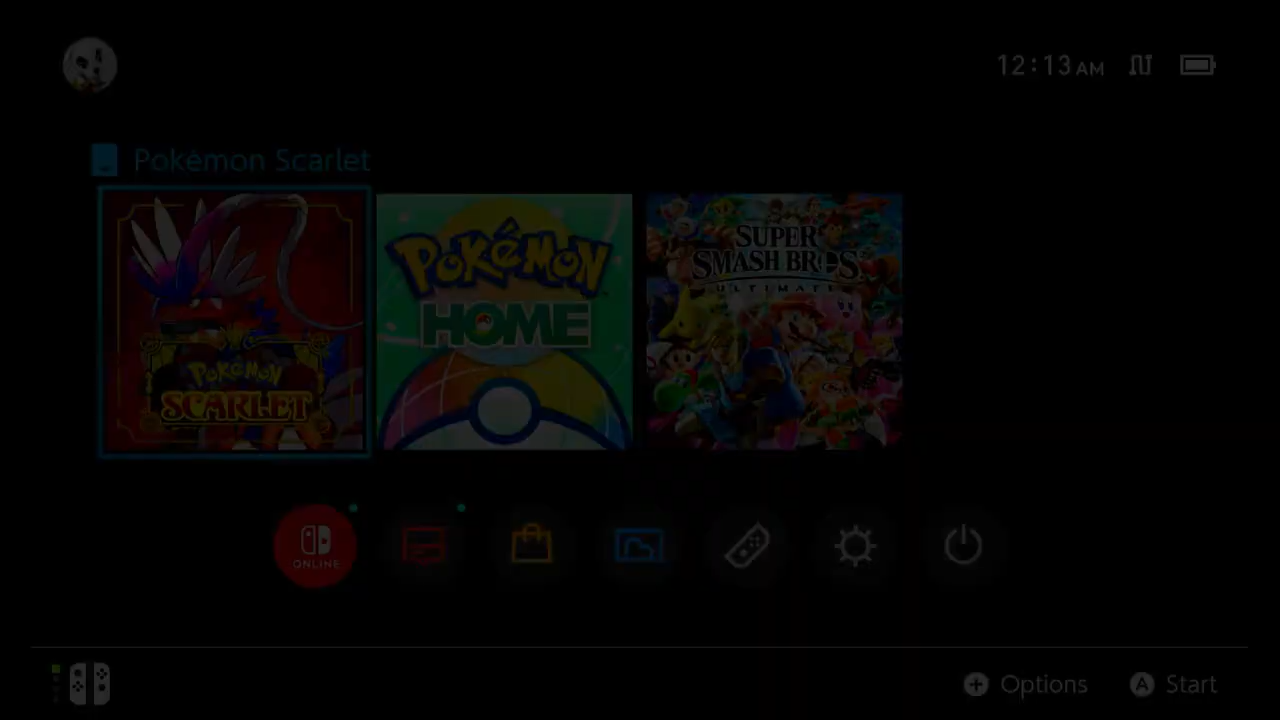 12:13 AM
Pokémon Scarlet
POKÉMON
SCARLET
POKÉMON
HOME
SUPER
SMASH BROS.
ULTIMATE
ONLINE
Options
A Start